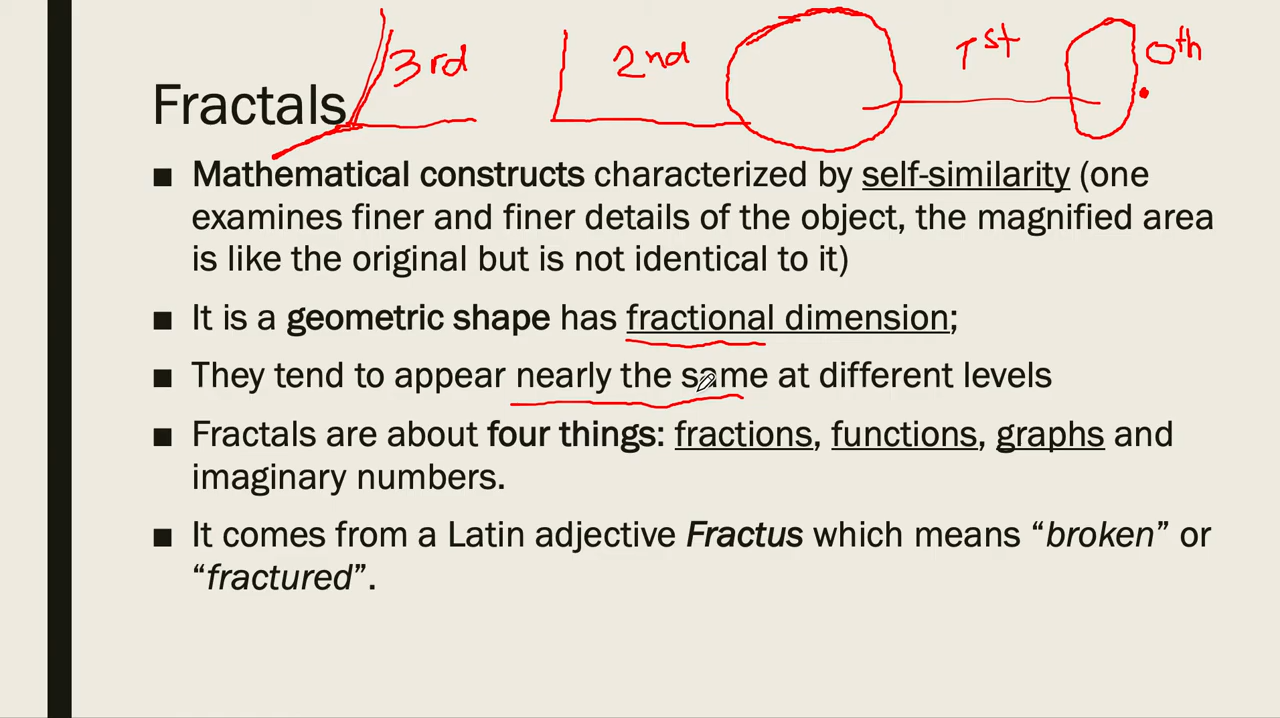 3rd 2nd 1st 0th
Fractals
■ Mathematical constructs characterized by self-similarity (one
examines finer and finer details of the object, the magnified area
is like the original but is not identical to it)
■ It is a geometric shape has fractional dimension;
■ They tend to appear nearly the same at different levels
■ Fractals are about four things: fractions, functions, graphs and
imaginary numbers.
■ It comes from a Latin adjective Fractus which means “broken” or
“fractured”.